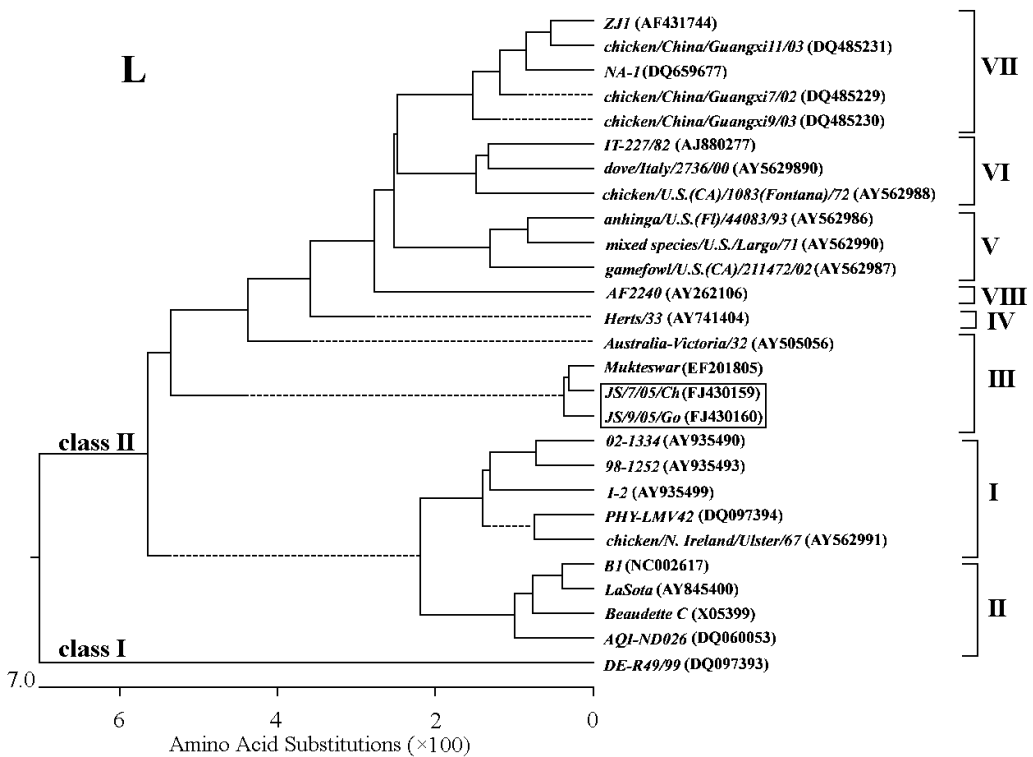 L
ZJ1 (AF431744)
chicken/China/Guangxi11/03 (DQ485231)
NA-1(DQ659677)
chicken/China/Guangxi7/02 (DQ485229)
chicken/China/Guangxi9/03 (DQ485230)
VII
IT-227/82 (AJ880277)
dove/Italy/2736/00 (AY5629890)
chicken/U.S.(CA)/1083(Fontana)/72 (AY562988)
VI
anhinga/U.S.(Fl)/44083/93 (AY562986)
mixed species/U.S./Largo/71 (AY562990)
gamefowl/U.S.(CA)/211472/02(AY562987)
V
AF2240 (AY262106)
VIII
Herts/33 (AY741404)
IV
Australia-Victoria/32 (AY505056)
Mukteswar(EF201805)
JS/7/05/Ch(FJ430159)
JS/9/05/Go (FJ430160)
III
class II
02-1334 (AY935490)
98-1252 (AY935493)
I-2 (AY935499)
PHY-LMV42 (DQ097394)
chicken/N. Ireland/Ulster/67 (AY562991)
I
B1(NC002617)
LaSota (AY845400)
Beaudette C (X05399)
AQI-ND026 (DQ060053)
II
class I
DE-R49/99 (DQ097393)
7.0
6 4 2 0
Amino Acid Substitutions (×100)